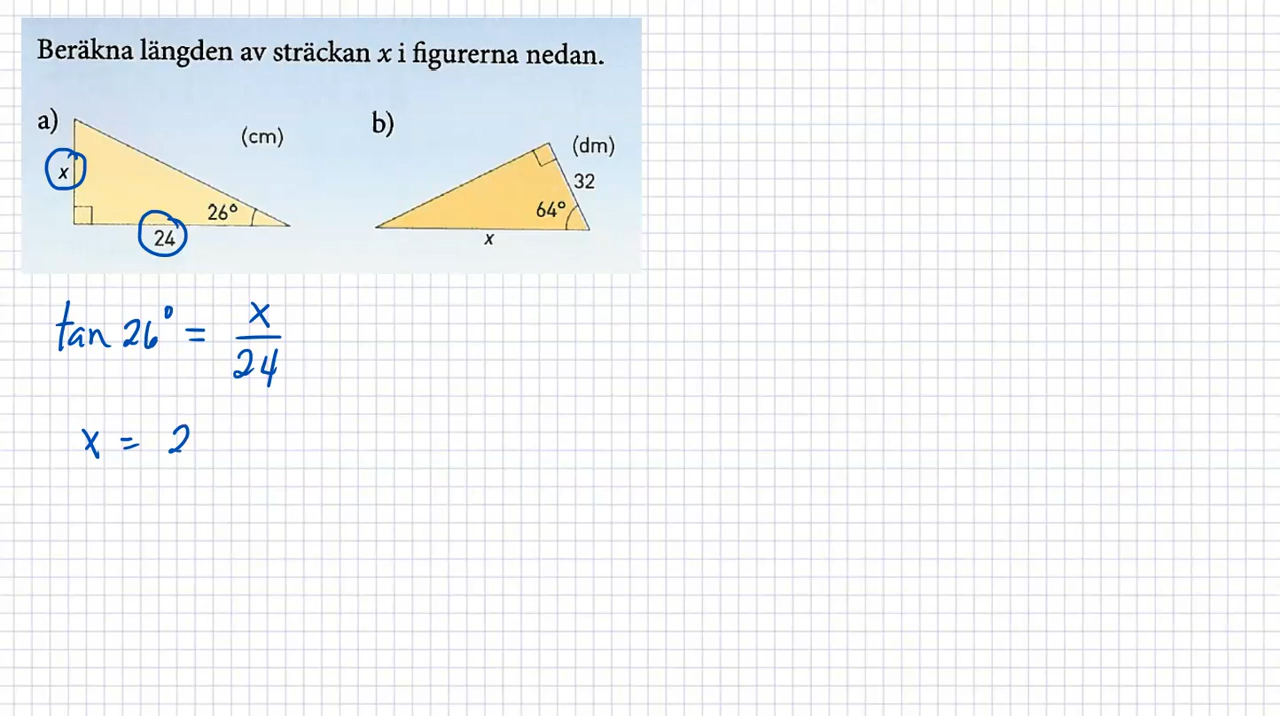 Beräkna längden av sträckan x i figurerna nedan.
a) (cm) b) (dm)
x 26° 24
32 64° x
tan 26° = x/24
x = 2